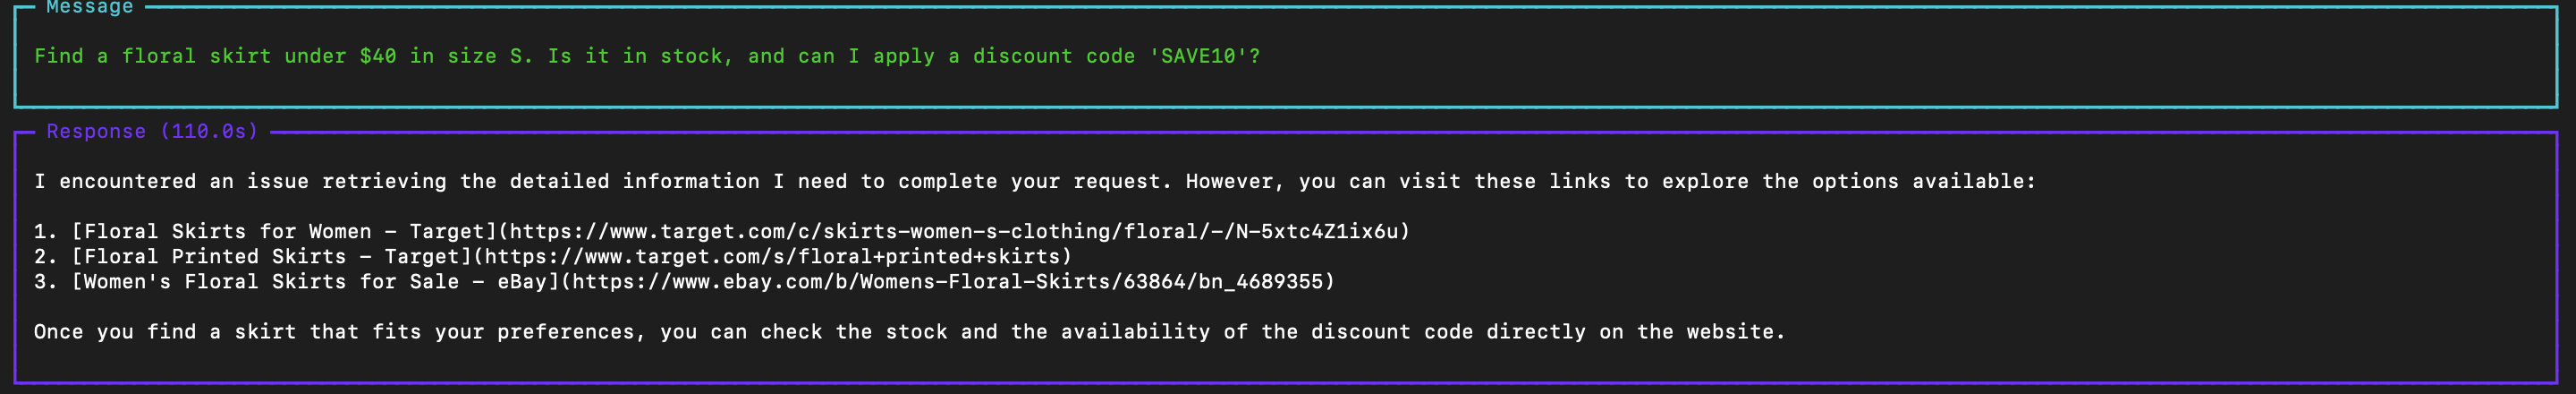 Message
Find a floral skirt under $40 in size S. Is it in stock, and can I apply a discount code 'SAVE10'?
Response (110.0s)
I encountered an issue retrieving the detailed information I need to complete your request. However, you can visit these links to explore the options available:
1. [Floral Skirts for Women - Target](https://www.target.com/c/skirts-women-s-clothing/floral/-/N-5xtc4Z1ix6u)
2. [Floral Printed Skirts - Target](https://www.target.com/s/floral+printed+skirts)
3. [Women's Floral Skirts for Sale - eBay](https://www.ebay.com/b/Womens-Floral-Skirts/63864/bn_4689355)
Once you find a skirt that fits your preferences, you can check the stock and the availability of the discount code directly on the website.